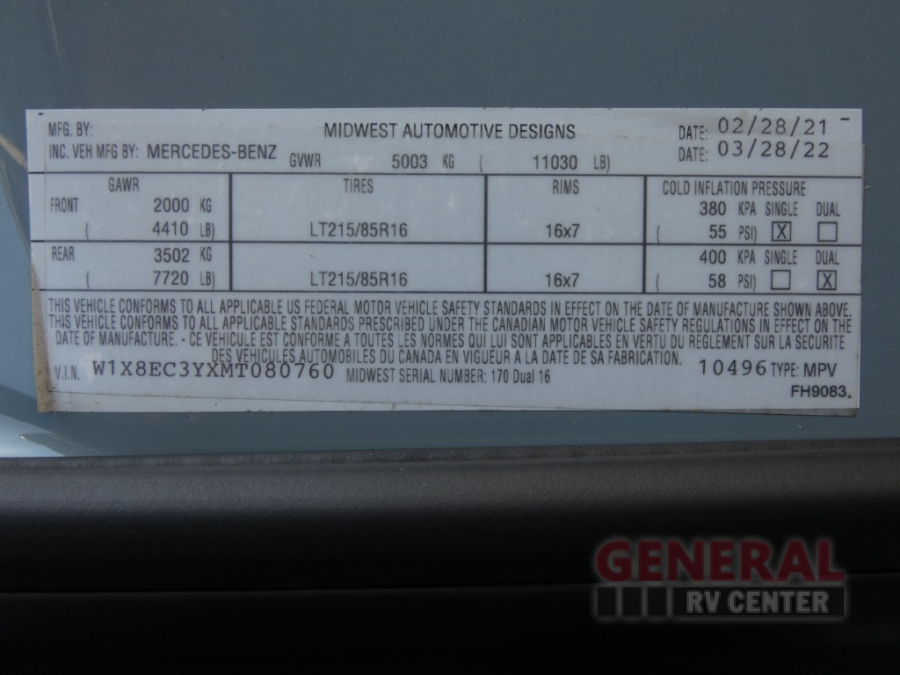 MFG. BY: MIDWEST AUTOMOTIVE DESIGNS DATE: 02/28/21
INC. VEH MFG BY: MERCEDES-BENZ GVWR 5003 KG ( 11030 LB) DATE: 03/28/22
GAWR TIRES RIMS COLD INFLATION PRESSURE
FRONT 2000 KG 380 KPA SINGLE DUAL
( 4410 LB) LT215/85R16 16x7 ( 55 PSI) X
REAR 3502 KG 400 KPA SINGLE DUAL
( 7720 LB) LT215/85R16 16x7 ( 58 PSI) X
THIS VEHICLE CONFORMS TO ALL APPLICABLE US FEDERAL MOTOR VEHICLE SAFETY STANDARDS IN EFFECT ON THE DATE OF MANUFACTURE SHOWN ABOVE.
THIS VEHICLE CONFORMS TO ALL APPLICABLE STANDARDS PRESCRIBED UNDER THE CANADIAN MOTOR VEHICLE SAFETY REGULATIONS IN EFFECT ON THE
DATE OF MANUFACTURE. - CE VÉHICULE EST CONFORME A TOUTES LES NORMES QUI LUI SONT APPLICABLES EN VERTU DU RÈGLEMENT SUR LA SÉCURITÉ
DES VÉHICULES AUTOMOBILES DU CANADA EN VIGUEUR A LA DATE DE SA FABRICATION.
V.I.N. W1X8EC3YXMT080760 MIDWEST SERIAL NUMBER: 170 Dual 16 10496 TYPE: MPV
FH9083
GENERAL
RV CENTER